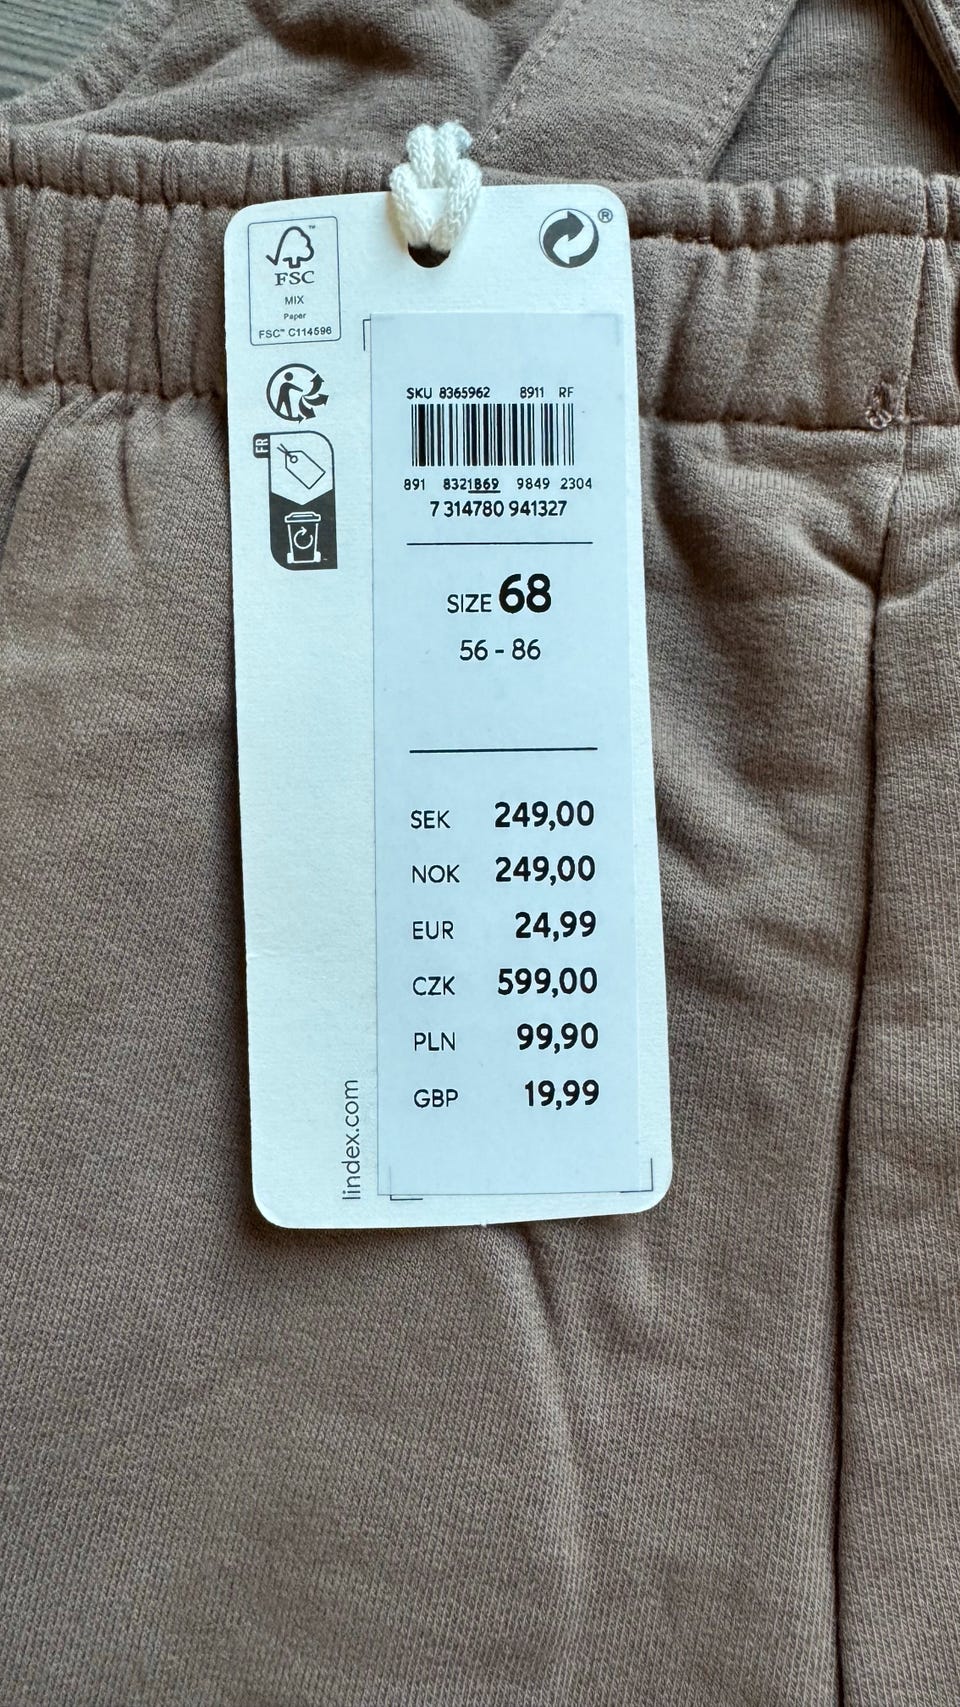 ®
FSC™
MIX
Paper
FSC™ C114596
FR
SKU 8365962 8911 RF
891 8321869 9849 2304
7 314780 941327
SIZE 68
56 - 86
SEK 249,00
NOK 249,00
EUR 24,99
CZK 599,00
PLN 99,90
GBP 19,99
lindex.com